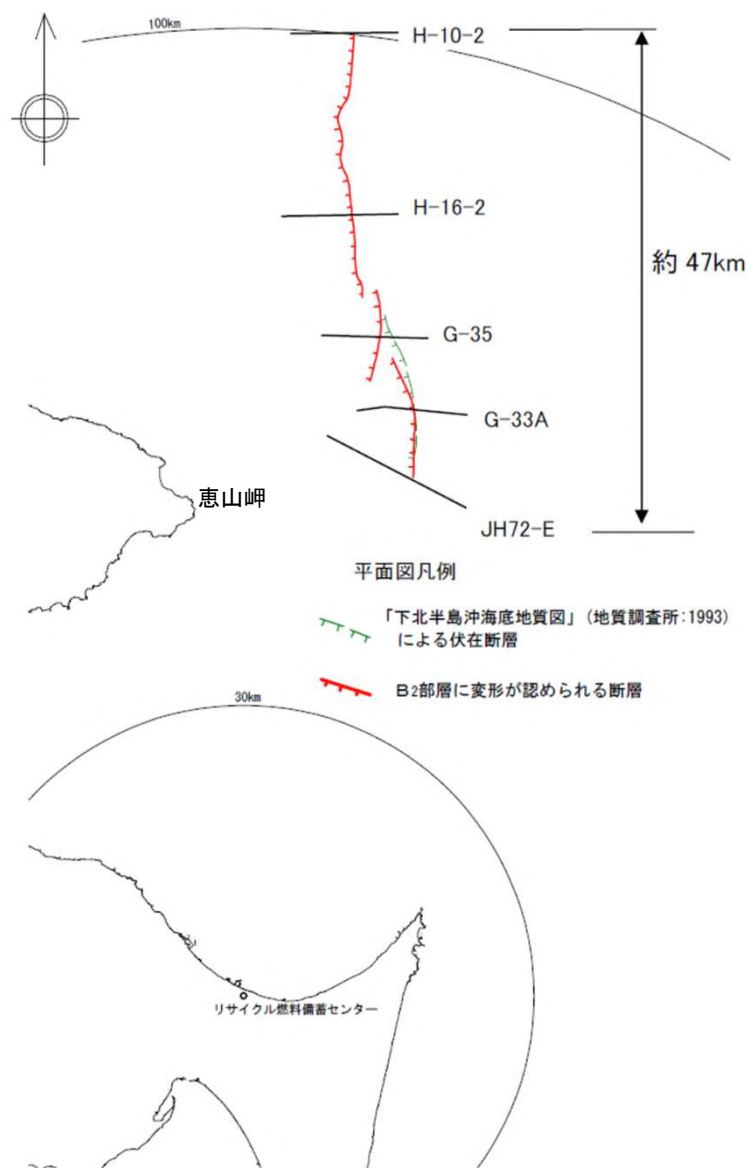 100km
H-10-2
H-16-2
約 47km
G-35
G-33A
恵山岬
JH72-E
平面図凡例
「下北半島沖海底地質図」(地質調査所:1993)
による伏在断層
B2部層に変形が認められる断層
30km
リサイクル燃料備蓄センター